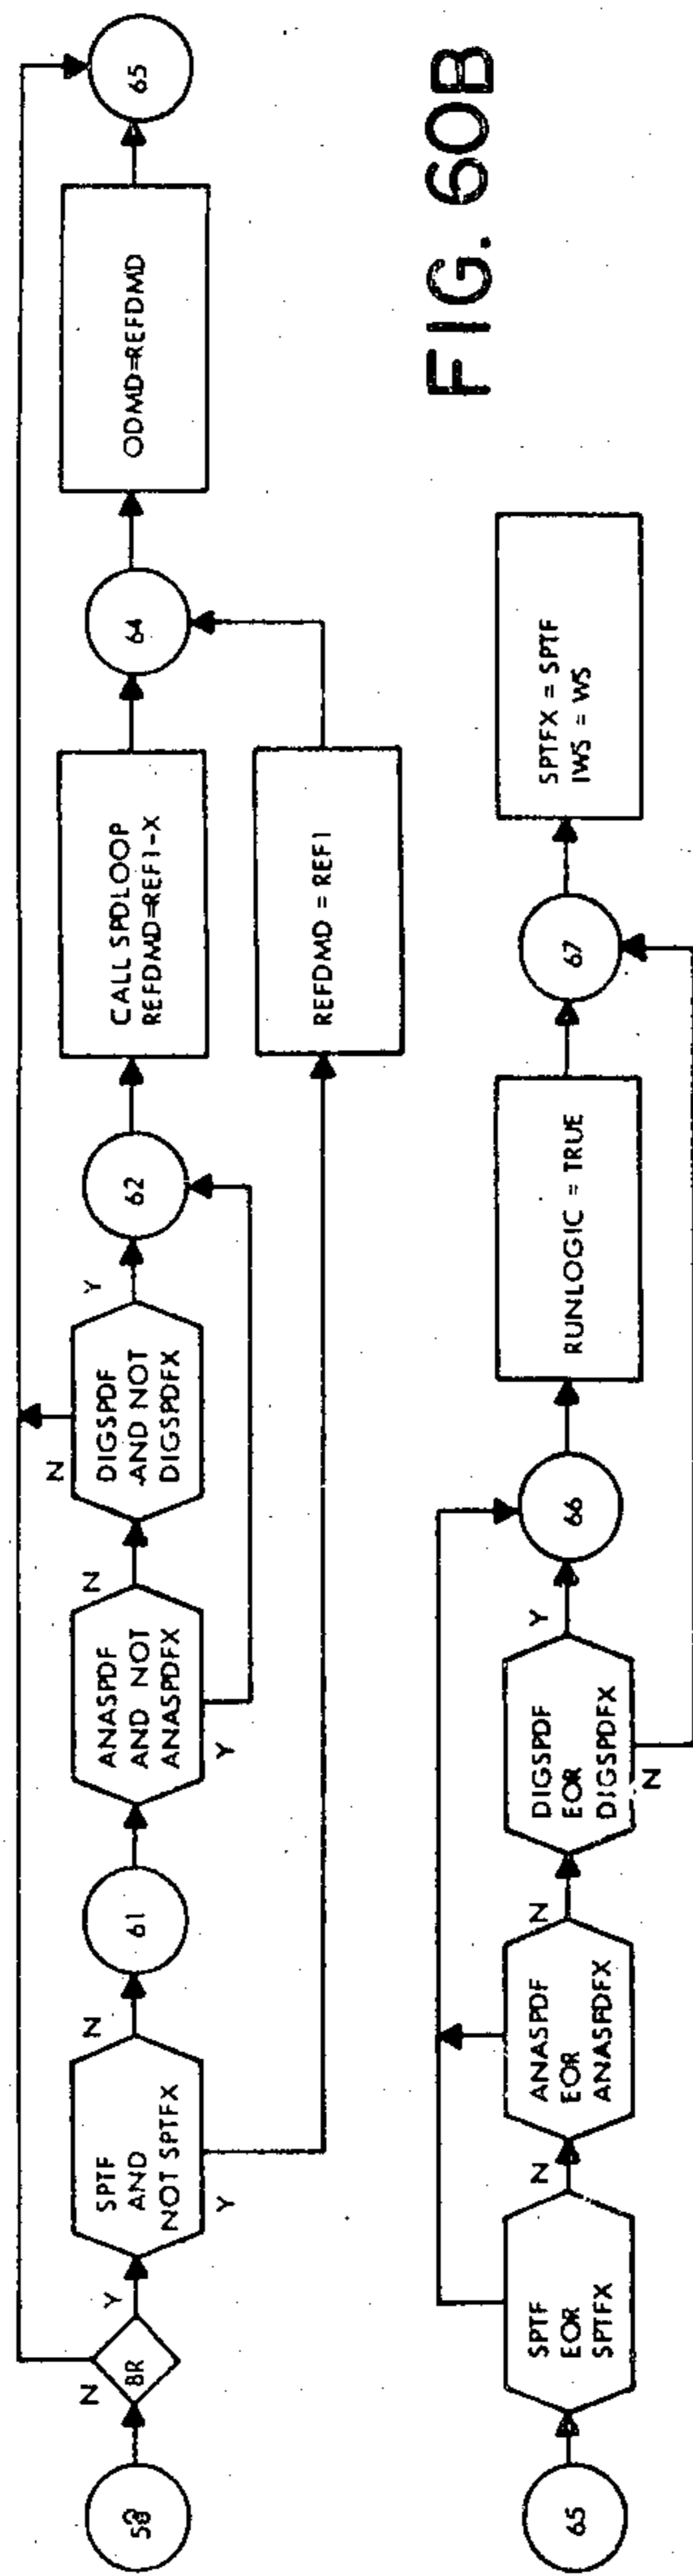 58
BR
N
Y
SPTF
AND
NOT SPTFX
N
Y
61
ANASPDF
AND NOT
ANASPDFX
N
Y
DIGSPDF
AND NOT
DIGSPDFX
N
Y
62
CALL SPDLOOP
REFDMD=REF1-X
REFDMD = REF1
64
ODMD=REFDMD
65
65
SPTF
EOR
SPTFX
N
ANASPDF
EOR
ANASPDFX
N
DIGSPDF
EOR
DIGSPDFX
Y
N
66
RUNLOGIC = TRUE
67
SPTFX = SPTF
IWS = WS
FIG. 60B